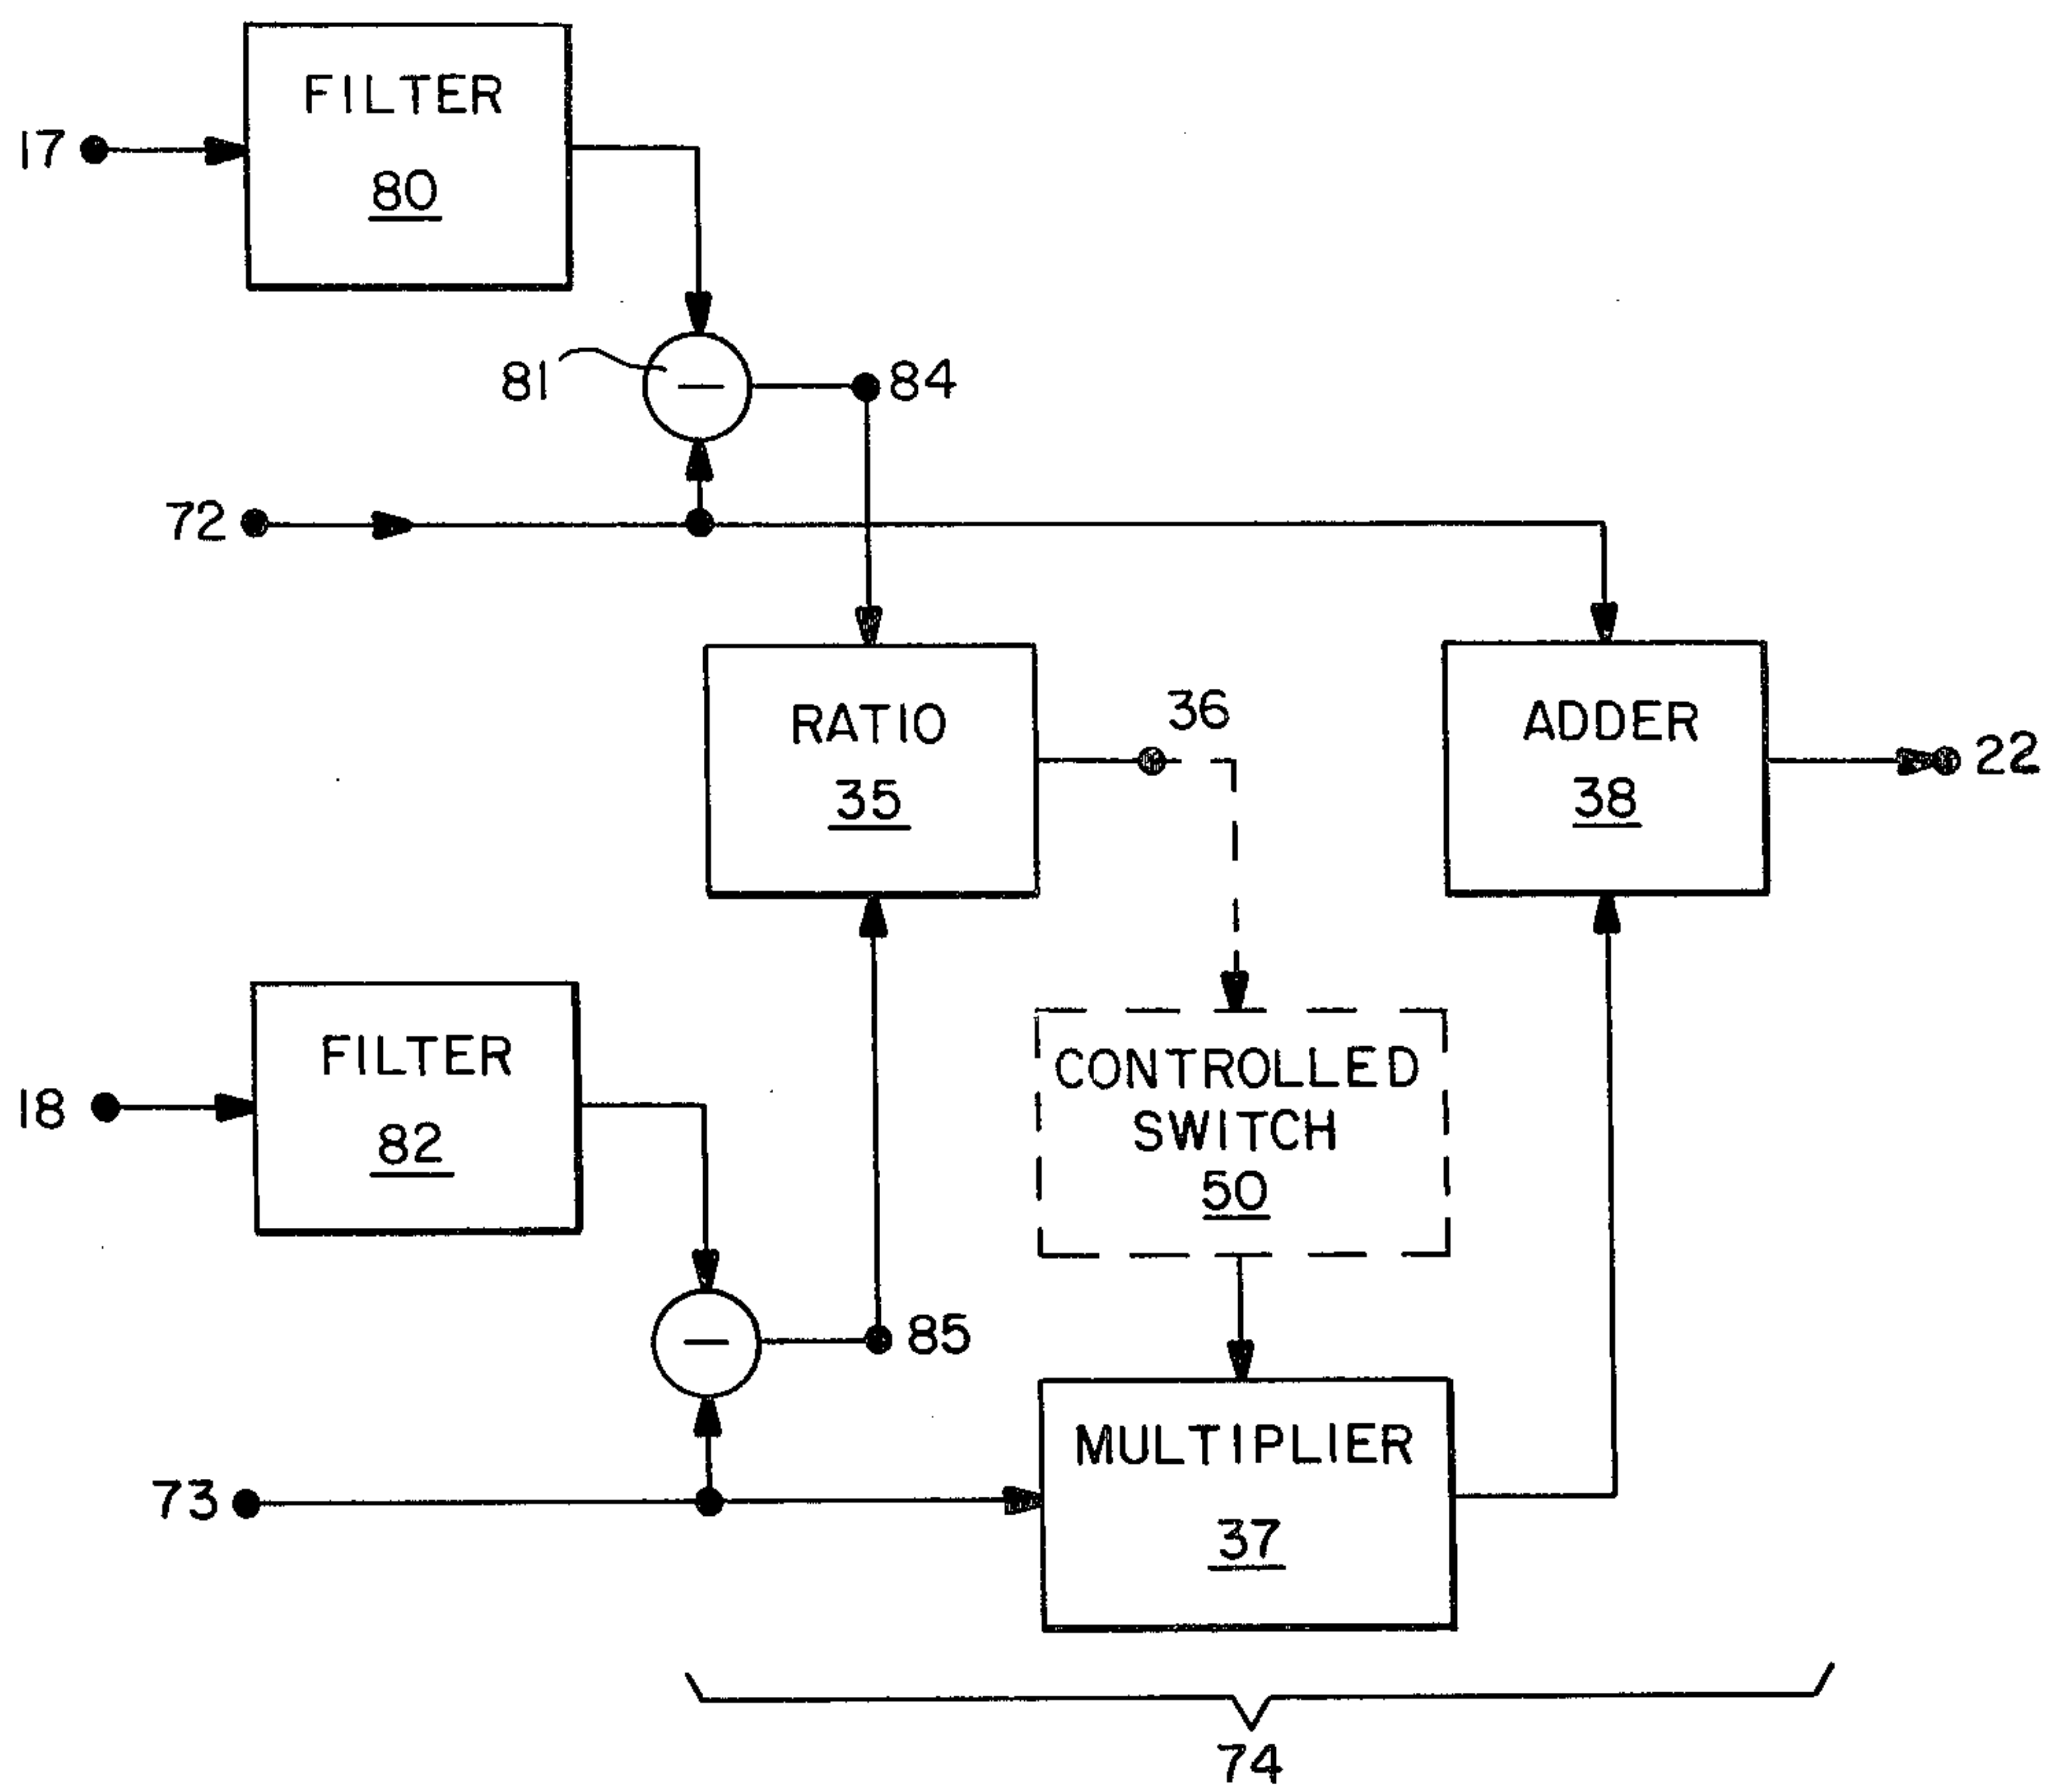 FILTER
80
17
81
84
72
RATIO
35
36
ADDER
38
22
FILTER
82
18
CONTROLLED
SWITCH
50
85
73
MULTIPLIER
37
74